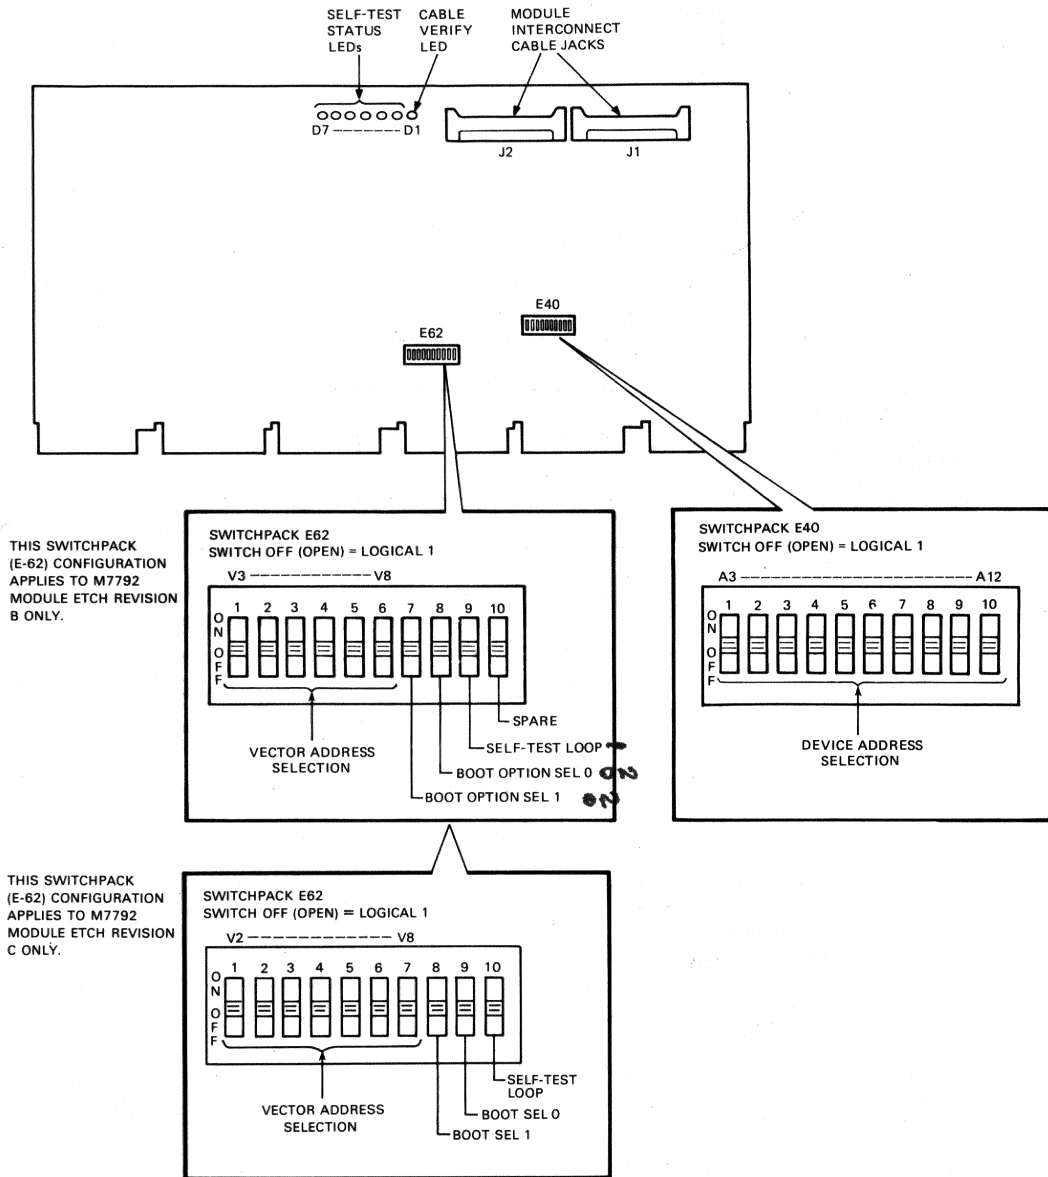 SELF-TEST
STATUS
LEDs
CABLE
VERIFY
LED
MODULE
INTERCONNECT
CABLE JACKS
D7 -------- D1
J2
J1
E62
E40
THIS SWITCHPACK
(E-62) CONFIGURATION
APPLIES TO M7792
MODULE ETCH REVISION
B ONLY.
SWITCHPACK E62
SWITCH OFF (OPEN) = LOGICAL 1
V3 -------------- V8
1 2 3 4 5 6 7 8 9 10
ON OFF
VECTOR ADDRESS
SELECTION
SPARE
SELF-TEST LOOP 1
BOOT OPTION SEL 0
BOOT OPTION SEL 1
SWITCHPACK E40
SWITCH OFF (OPEN) = LOGICAL 1
A3 ---------------------------- A12
1 2 3 4 5 6 7 8 9 10
ON OFF
DEVICE ADDRESS
SELECTION
THIS SWITCHPACK
(E-62) CONFIGURATION
APPLIES TO M7792
MODULE ETCH REVISION
C ONLY.
SWITCHPACK E62
SWITCH OFF (OPEN) = LOGICAL 1
V2 ----------------- V8
1 2 3 4 5 6 7 8 9 10
ON OFF
VECTOR ADDRESS
SELECTION
SELF-TEST
LOOP
BOOT SEL 0
BOOT SEL 1